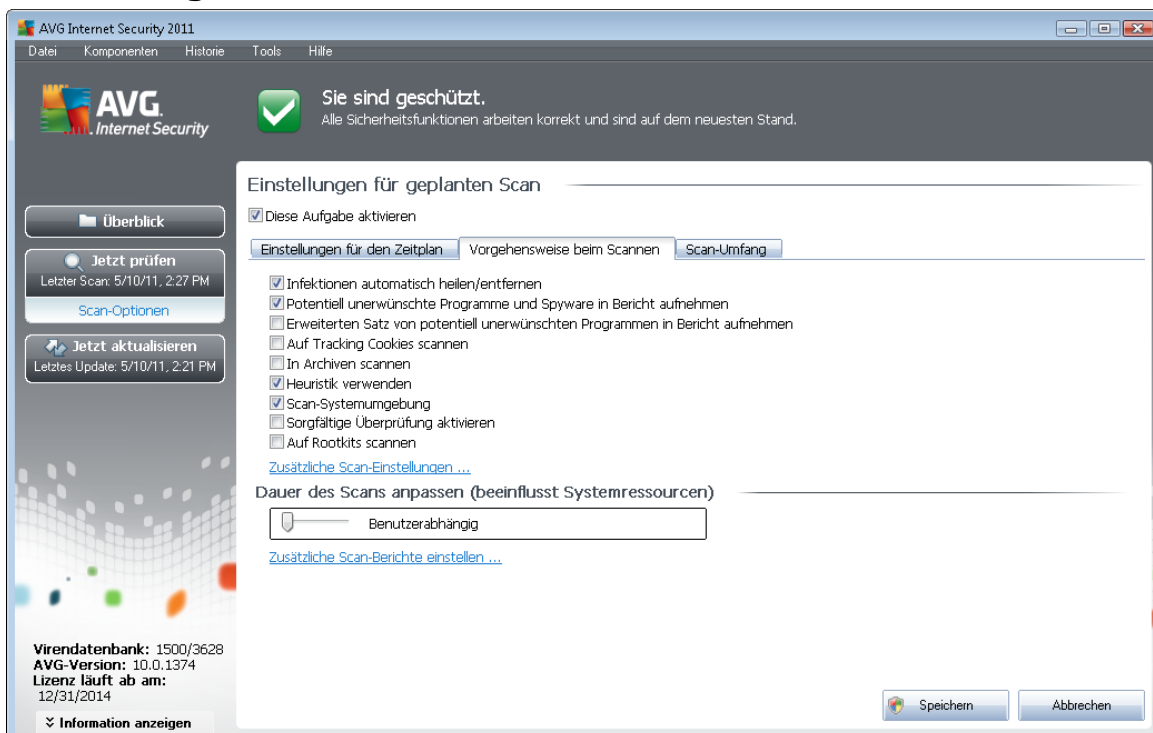 AVG Internet Security 2011
Datei Komponenten Historie Tools Hilfe
AVG.
Internet Security
Sie sind geschützt.
Alle Sicherheitsfunktionen arbeiten korrekt und sind auf dem neuesten Stand.
Überblick
Jetzt prüfen
Letzter Scan: 5/10/11, 2:27 PM
Scan-Optionen
Jetzt aktualisieren
Letztes Update: 5/10/11, 2:21 PM
Virendatenbank: 1500/3628
AVG-Version: 10.0.1374
Lizenz läuft ab am:
12/31/2014
Information anzeigen
Einstellungen für geplanten Scan
Diese Aufgabe aktivieren
Einstellungen für den Zeitplan Vorgehensweise beim Scannen Scan-Umfang
Infektionen automatisch heilen/entfernen
Potentiell unerwünschte Programme und Spyware in Bericht aufnehmen
Erweiterten Satz von potentiell unerwünschten Programmen in Bericht aufnehmen
Auf Tracking Cookies scannen
In Archiven scannen
Heuristik verwenden
Scan-Systemumgebung
Sorgfältige Überprüfung aktivieren
Auf Rootkits scannen
Zusätzliche Scan-Einstellungen ...
Dauer des Scans anpassen (beeinflusst Systemressourcen)
Benutzerabhängig
Zusätzliche Scan-Berichte einstellen ...
Speichern Abbrechen